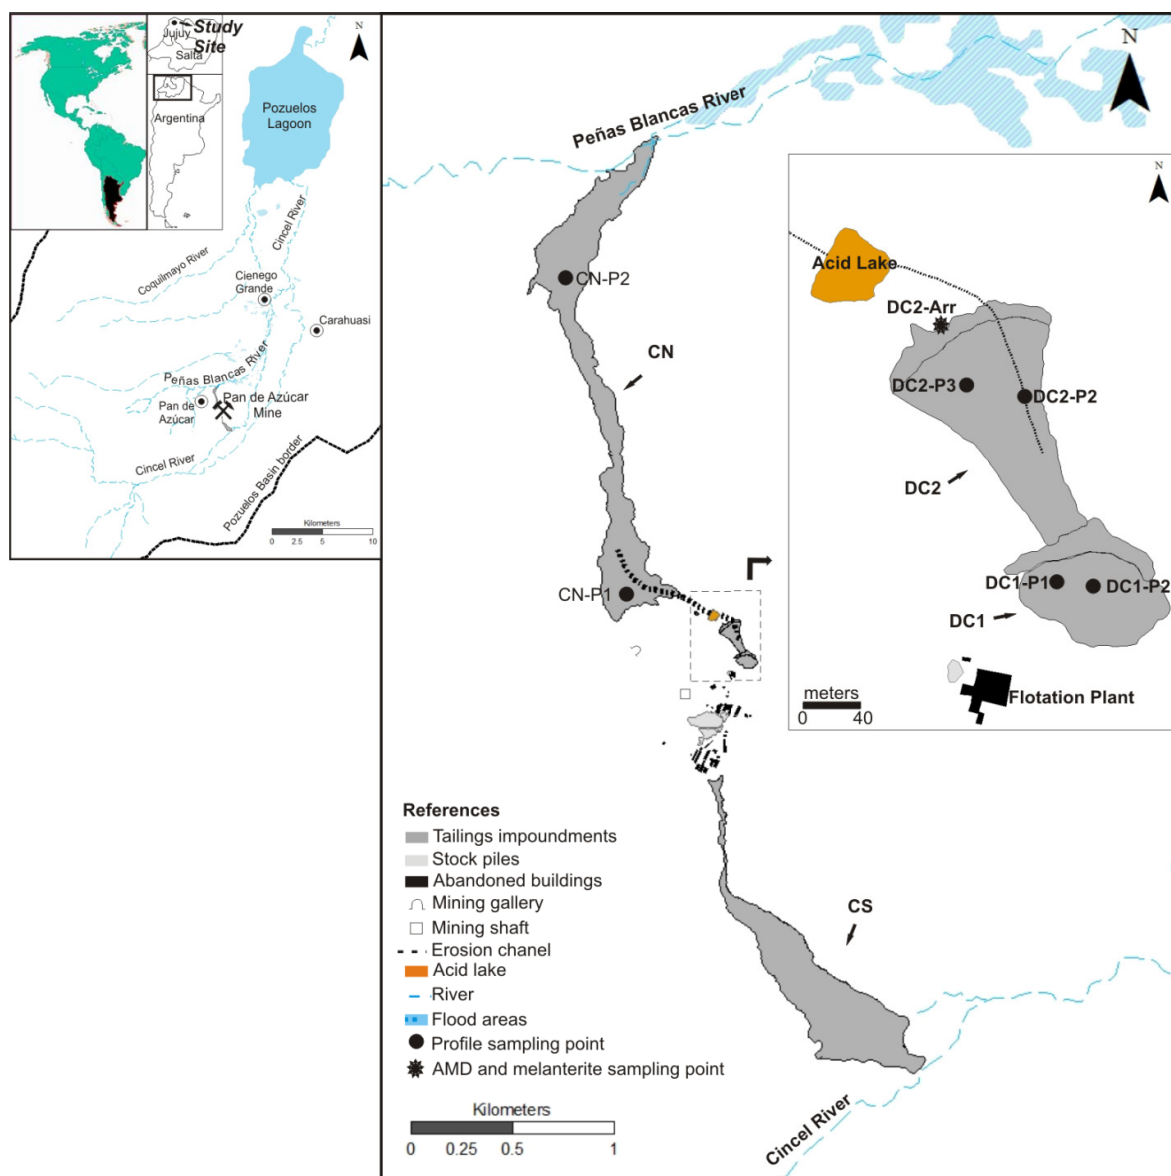 Study
Site
Jujuy
Salta
Argentina
N
Pozuelos
Lagoon
Cincel River
Coquilmayo River
Cienego
Grande
Carahuasi
Peñas Blancas River
Pan de
Azúcar
Pan de Azúcar
Mine
Cincel River
Pozuelos Basin border
Kilometers
0 2.5 5 10
Peñas Blancas River
N
CN-P2
CN
CN-P1
N
Acid Lake
DC2-Arr
DC2-P3
DC2-P2
DC2
DC1-P1
DC1-P2
DC1
Flotation Plant
meters
0 40
References
Tailings impoundments
Stock piles
Abandoned buildings
Mining gallery
Mining shaft
Erosion chanel
Acid lake
River
Flood areas
Profile sampling point
AMD and melanterite sampling point
CS
Cincel River
Kilometers
0 0.25 0.5 1